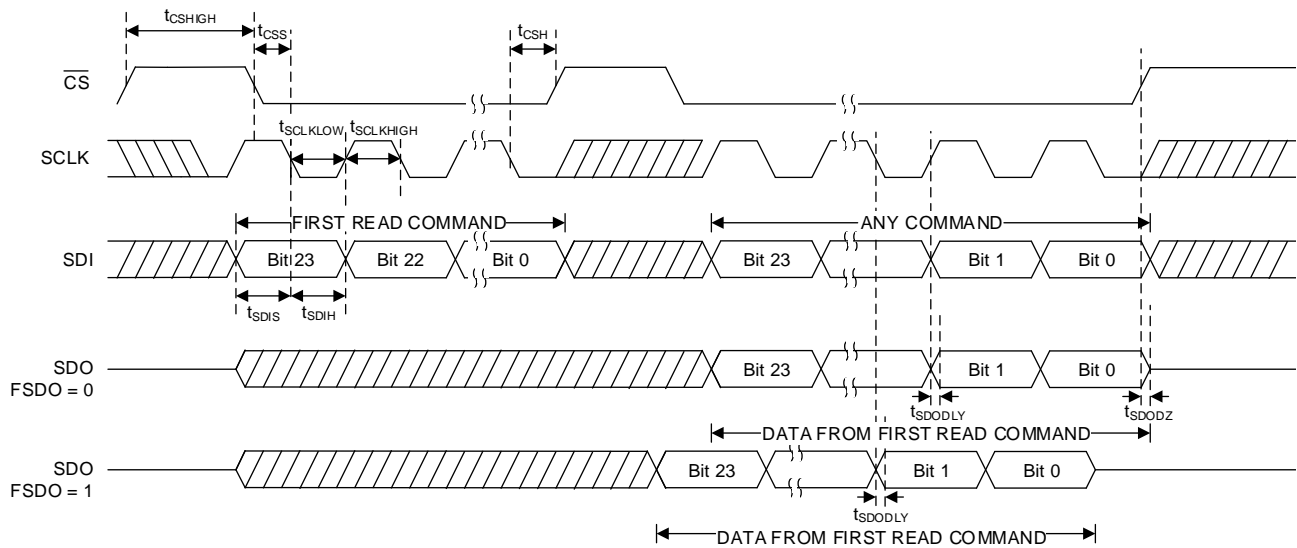 tCSHIGH
tCSS
tCSH
CS
tSCLKLOW
tSCLKHIGH
SCLK
FIRST READ COMMAND
ANY COMMAND
SDI
Bit 23
Bit 22
Bit 0
Bit 23
Bit 1
Bit 0
tSDIS
tSDIH
SDO
FSDO = 0
Bit 23
Bit 1
Bit 0
tSDODLY
tSDODZ
DATA FROM FIRST READ COMMAND
SDO
FSDO = 1
Bit 23
Bit 1
Bit 0
tSDODLY
DATA FROM FIRST READ COMMAND